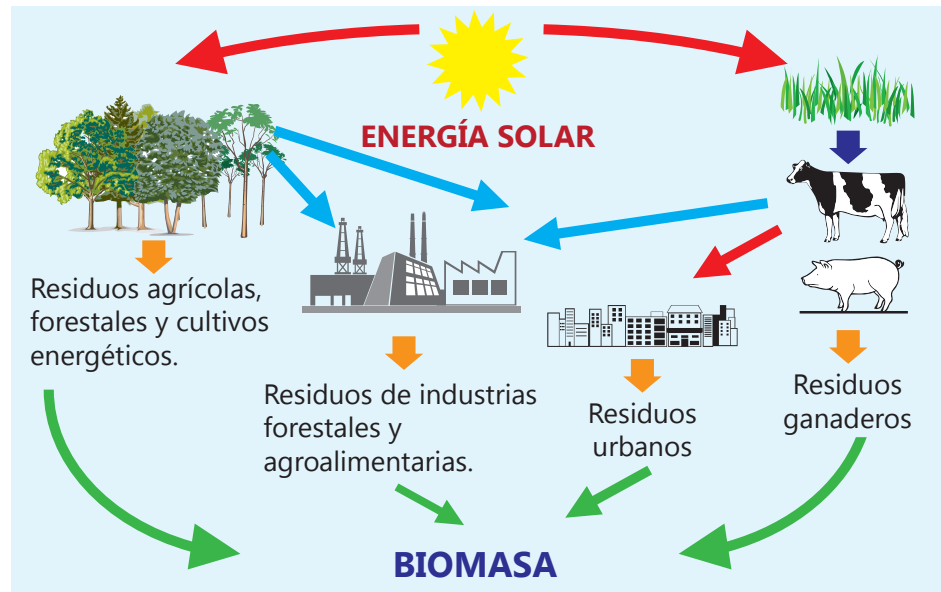 ENERGÍA SOLAR
Residuos agrícolas,
forestales y cultivos
energéticos.
Residuos de industrias
forestales y
agroalimentarias.
Residuos
urbanos
Residuos
ganaderos
BIOMASA